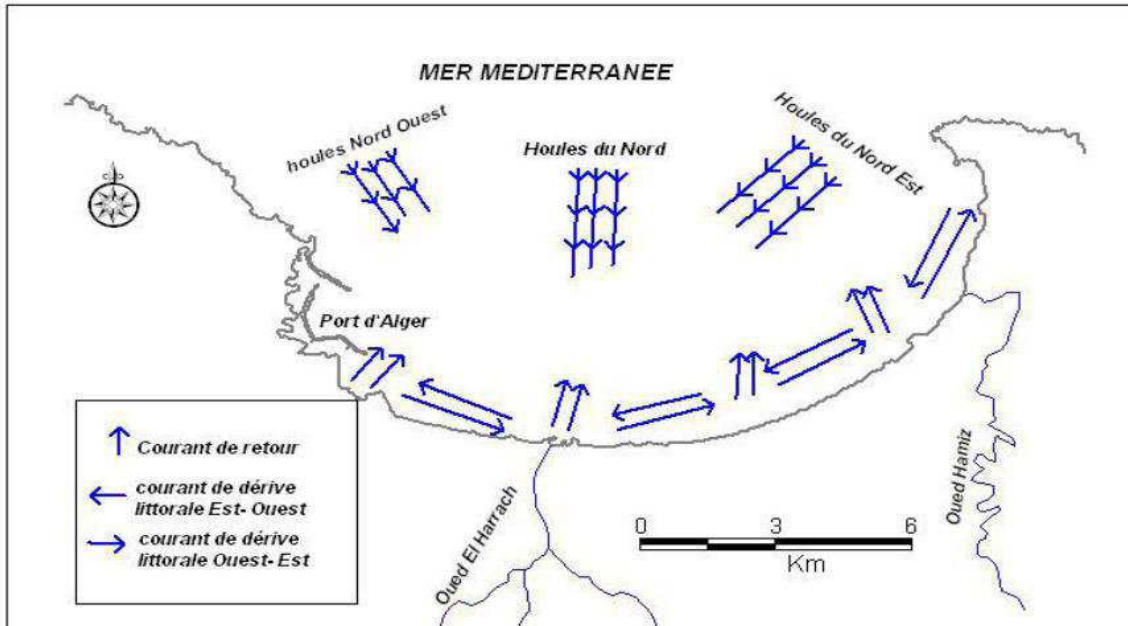 MER MEDITERRANEE
houles Nord Ouest
Houles du Nord
Houles du Nord Est
Port d'Alger
Courant de retour
courant de dérive
littorale Est- Ouest
courant de dérive
littorale Ouest- Est
Oued El Harrach
Oued Hamiz
0 3 6
Km